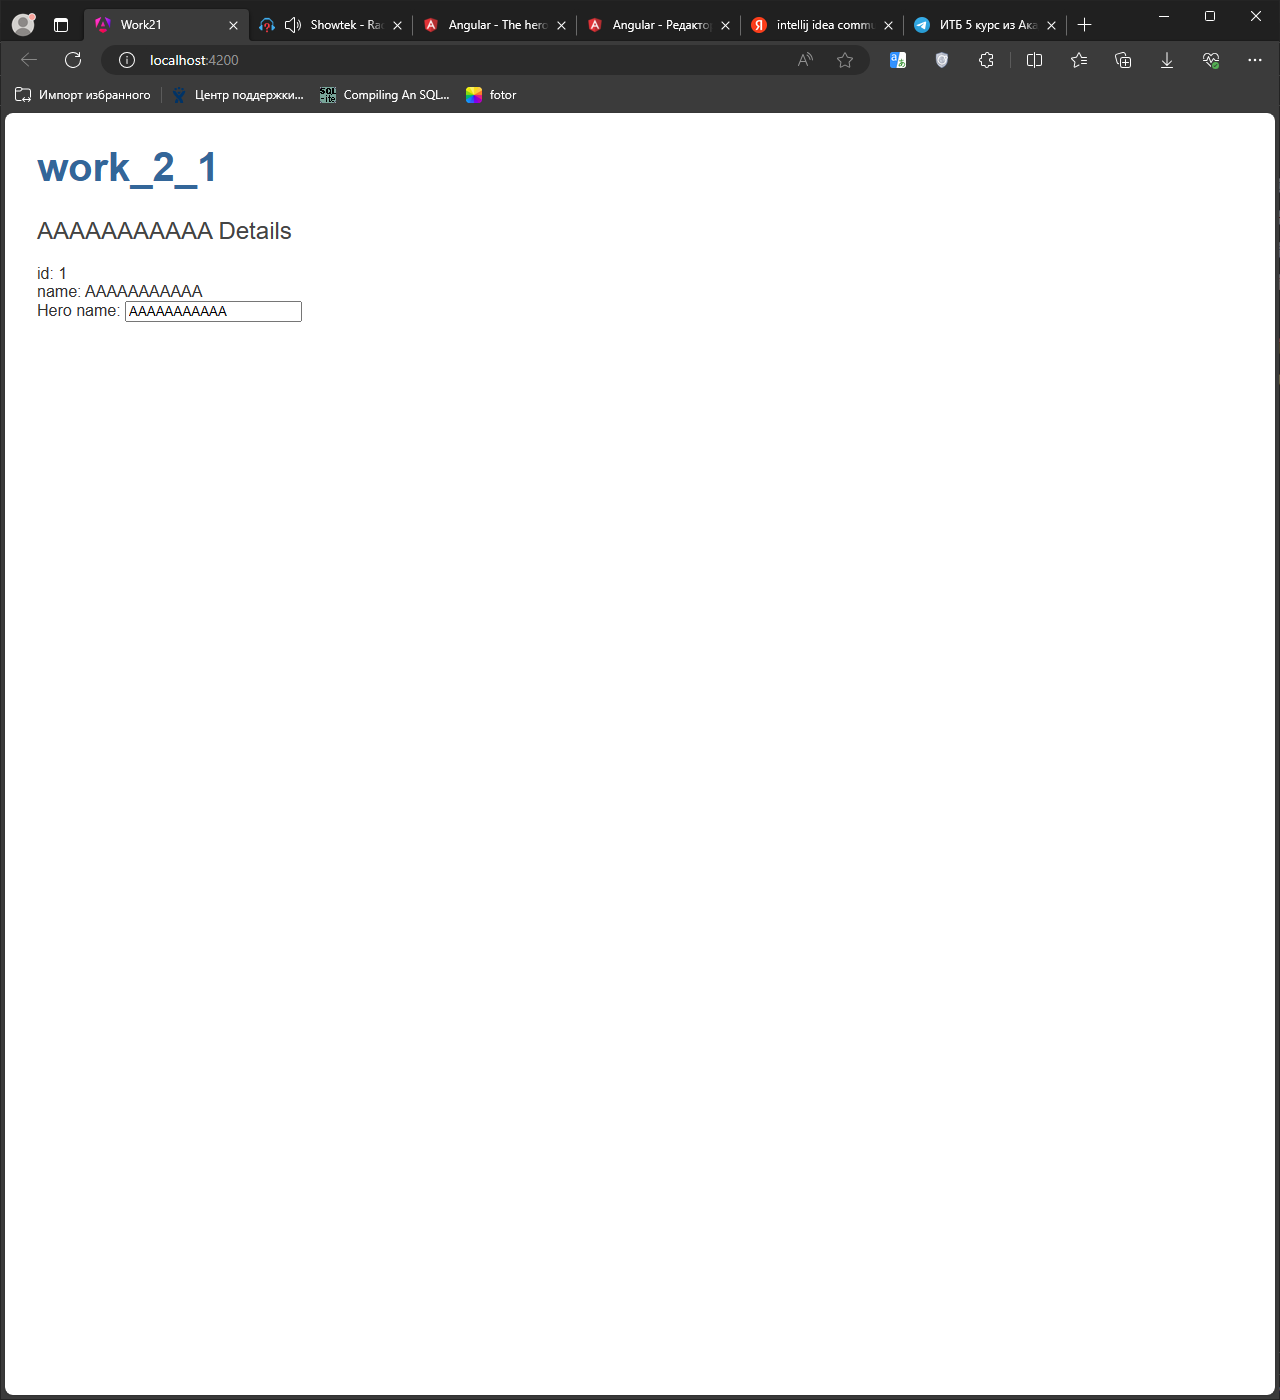 Work21
Showtek - Ra
Angular - The hero
Angular - Редакто
intellij idea comm
ИТБ 5 курс из Ака
localhost:4200
Импорт избранного
Центр поддержки...
Compiling An SQL...
fotor
work_2_1
AAAAAAAAAAA Details
id: 1
name: AAAAAAAAAAA
Hero name: AAAAAAAAAAA